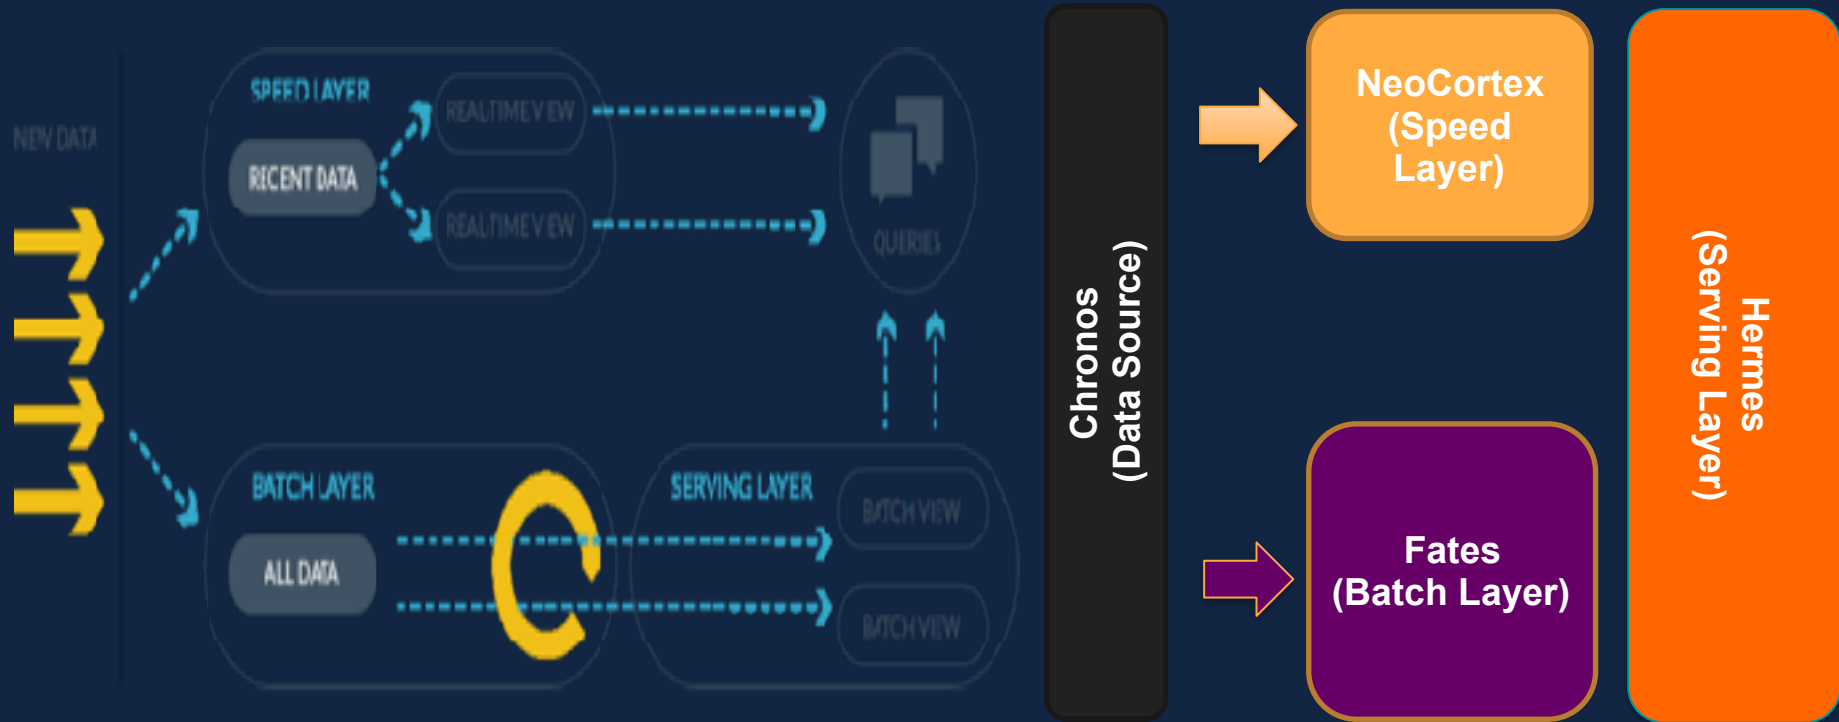 SPEED LAYER
NEW DATA
REALTIME VIEW
RECENT DATA
REALTIME VIEW
QUERIES
BATCH LAYER
SERVING LAYER
BATCH VIEW
ALL DATA
BATCH VIEW
Chronos
(Data Source)
NeoCortex
(Speed
Layer)
Fates
(Batch Layer)
Hermes
(Serving Layer)